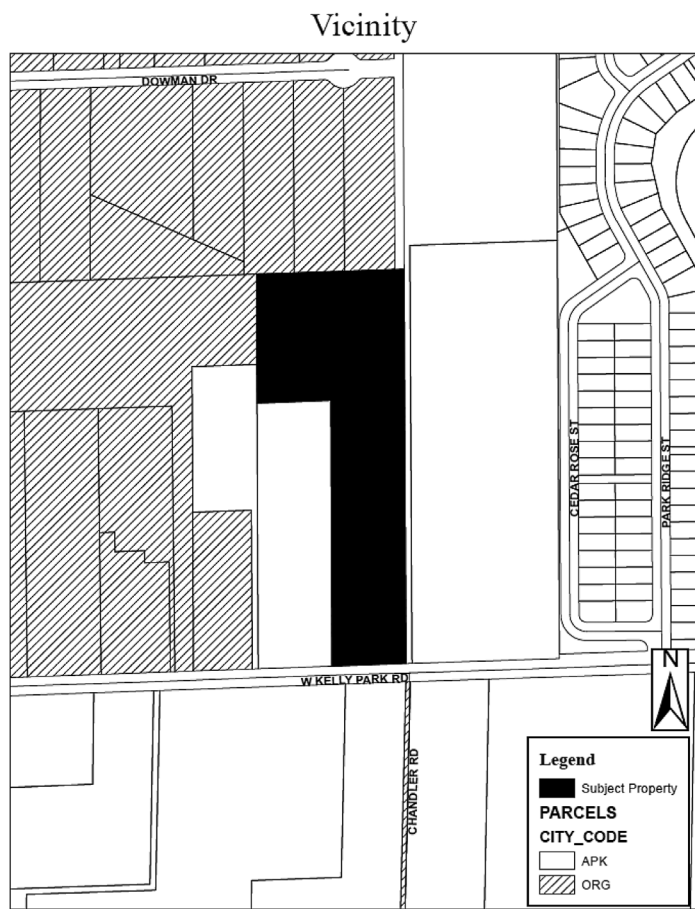 Vicinity
DOWMAN DR
CEDAR ROSE ST
PARK RIDGE ST
W KELLY PARK RD
CHANDLER RD
N
Legend
Subject Property
PARCELS
CITY_CODE
APK
ORG